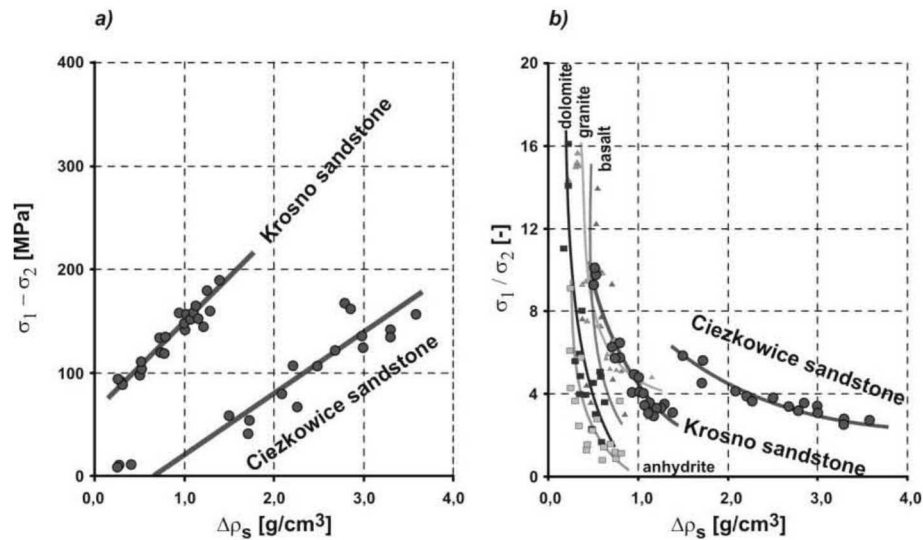 a)
400
300
200
100
0
0,0
1,0
2,0
3,0
4,0
σ1 – σ2 [MPa]
Δρs [g/cm3]
Krosno sandstone
Ciezkowice sandstone
b)
20
16
12
8
4
0
0,0
1,0
2,0
3,0
4,0
σ1 / σ2 [-]
Δρs [g/cm3]
dolomite
granite
basalt
Ciezkowice sandstone
Krosno sandstone
anhydrite